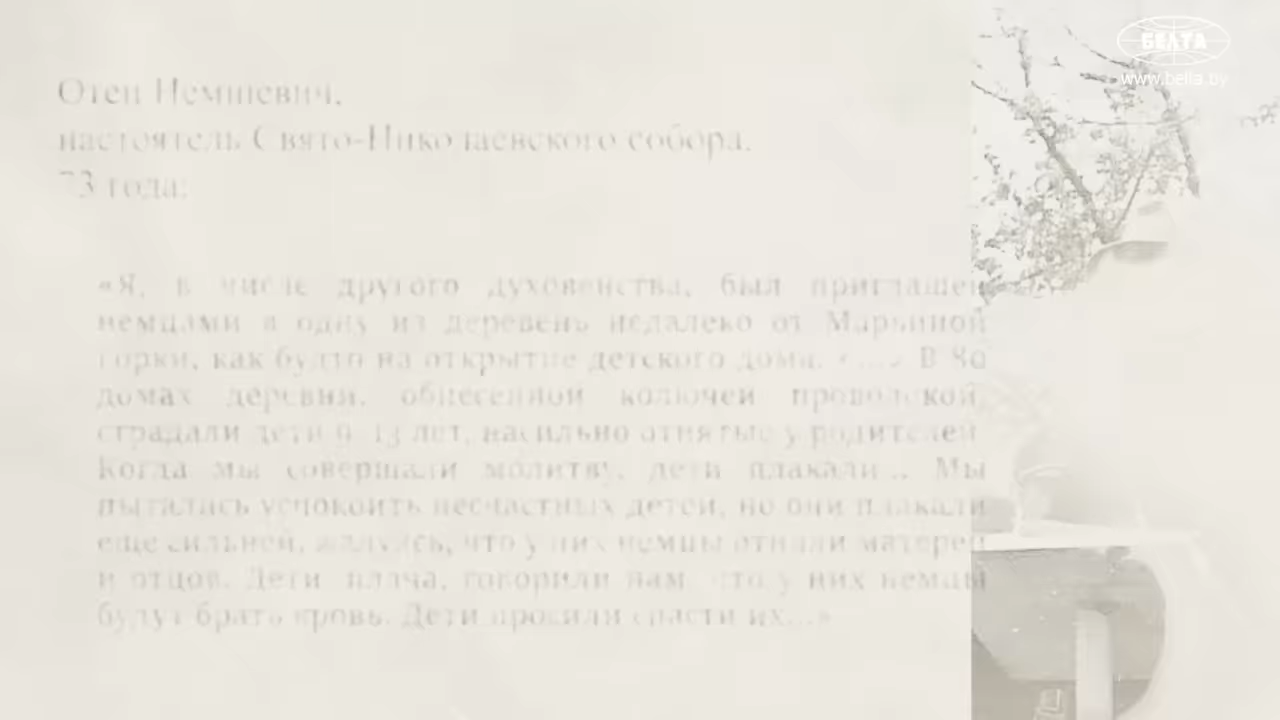 БЕЛТА
www.belta.by
Отец Немшевич,
настоятель Свято-Николаевского собора,
73 года:
«Я, в числе другого духовенства, был приглашен
немцами в одну из деревень недалеко от Марьиной
горки, как будто на открытие детского дома. <...> В 80
домах деревни, обнесенной колючей проволокой,
страдали дети 9-13 лет, насильно отнятые у родителей.
Когда мы совершали молитву, дети плакали... Мы
пытались успокоить несчастных детей, но они плакали
еще сильней, жалуясь, что у них немцы отняли матерей
и отцов. Дети, плача, говорили нам, что у них немцы
будут брать кровь. Дети просили спасти их...»